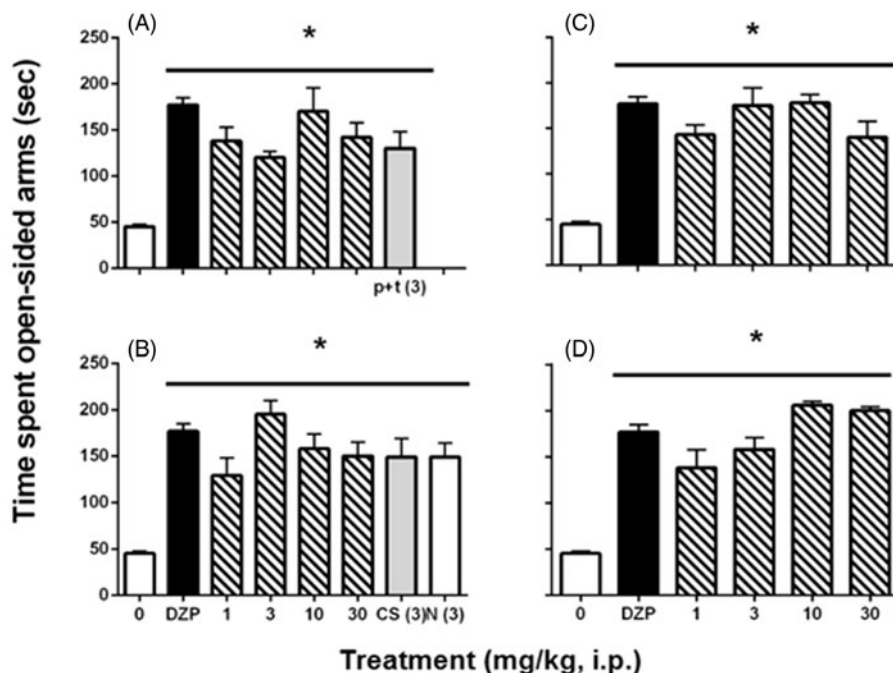 (A)
*
250
200
150
100
50
0
p+t (3)
(C)
*
(B)
*
200
150
100
50
0
0 DZP 1 3 10 30 CS (3) N (3)
(D)
*
0 DZP 1 3 10 30
Time spent open-sided arms (sec)
Treatment (mg/kg, i.p.)